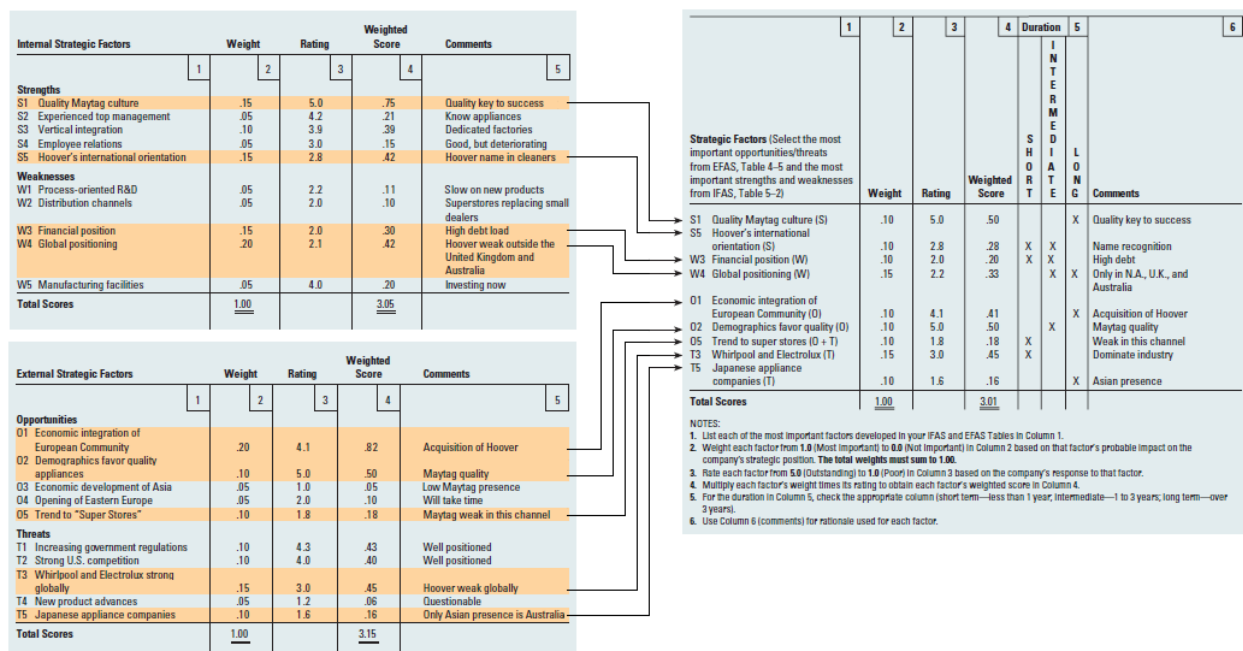 Internal Strategic Factors Weight Rating Weighted Score Comments
1 2 3 4 5
Strengths
S1 Quality Maytag culture .15 5.0 .75 Quality key to success
S2 Experienced top management .05 4.2 .21 Know appliances
S3 Vertical integration .10 3.9 .39 Dedicated factories
S4 Employee relations .05 3.0 .15 Good, but deteriorating
S5 Hoover's international orientation .15 2.8 .42 Hoover name in cleaners
Weaknesses
W1 Process-oriented R&D .05 2.2 .11 Slow on new products
W2 Distribution channels .05 2.0 .10 Superstores replacing small
dealers
W3 Financial position .15 2.0 .30 High debt load
W4 Global positioning .20 2.1 .42 Hoover weak outside the
United Kingdom and
Australia
W5 Manufacturing facilities .05 4.0 .20 Investing now
Total Scores 1.00 3.05
External Strategic Factors Weight Rating Weighted Score Comments
1 2 3 4 5
Opportunities
O1 Economic integration of
European Community .20 4.1 .82 Acquisition of Hoover
O2 Demographics favor quality
appliances .10 5.0 .50 Maytag quality
O3 Economic development of Asia .05 1.0 .05 Low Maytag presence
O4 Opening of Eastern Europe .05 2.0 .10 Will take time
O5 Trend to "Super Stores" .10 1.8 .18 Maytag weak in this channel
Threats
T1 Increasing government regulations .10 4.3 .43 Well positioned
T2 Strong U.S. competition .10 4.0 .40 Well positioned
T3 Whirlpool and Electrolux strong
globally .15 3.0 .45 Hoover weak globally
T4 New product advances .05 1.2 .06 Questionable
T5 Japanese appliance companies .10 1.6 .16 Only Asian presence is Australia
Total Scores 1.00 3.15
1 2 3 4 Duration 5 6
Strategic Factors (Select the most
important opportunities/threats
from EFAS, Table 4–5 and the most
important strengths and weaknesses
from IFAS, Table 5–2) Weight Rating Weighted Score SHORT INTERMEDIATE LONG Comments
S1 Quality Maytag culture (S) .10 5.0 .50 X Quality key to success
S5 Hoover's international
orientation (S) .10 2.8 .28 X X Name recognition
W3 Financial position (W) .10 2.0 .20 X X High debt
W4 Global positioning (W) .15 2.2 .33 X X Only in N.A., U.K., and
Australia
O1 Economic integration of
European Community (O) .10 4.1 .41 X Acquisition of Hoover
O2 Demographics favor quality (O) .10 5.0 .50 X Maytag quality
O5 Trend to super stores (O + T) .10 1.8 .18 X Weak in this channel
T3 Whirlpool and Electrolux (T) .15 3.0 .45 X Dominate industry
T5 Japanese appliance
companies (T) .10 1.6 .16 X Asian presence
Total Scores 1.00 3.01
NOTES:
1. List each of the most important factors developed in your IFAS and EFAS Tables in Column 1.
2. Weight each factor from 1.0 (Most Important) to 0.0 (Not Important) in Column 2 based on that factor's probable impact on the
company's strategic position. The total weights must sum to 1.00.
3. Rate each factor from 5.0 (Outstanding) to 1.0 (Poor) in Column 3 based on the company's response to that factor.
4. Multiply each factor's weight times its rating to obtain each factor's weighted score in Column 4.
5. For the duration in Column 5, check the appropriate column (short term—less than 1 year; intermediate—1 to 3 years; long term—over
3 years).
6. Use Column 6 (comments) for rationale used for each factor.